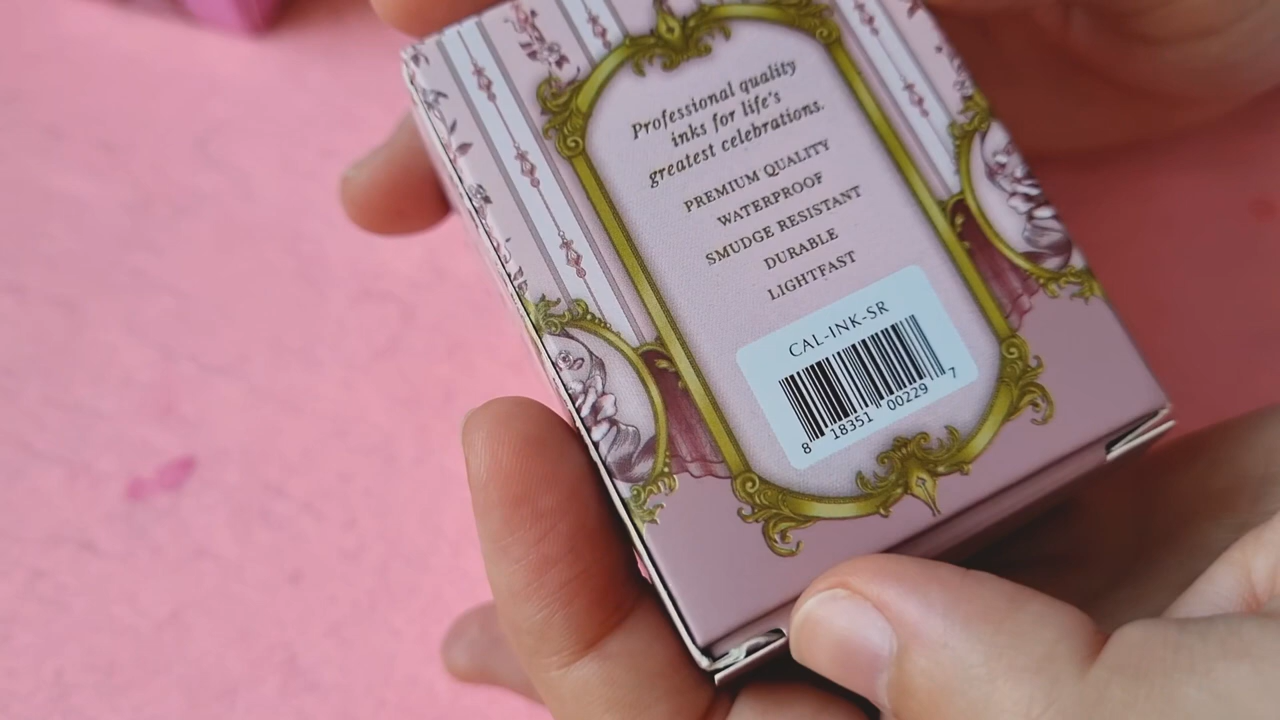 Professional quality
inks for life's
greatest celebrations.
PREMIUM QUALITY
WATERPROOF
SMUDGE RESISTANT
DURABLE
LIGHTFAST
CAL-INK-SR
8 18351 00229 7